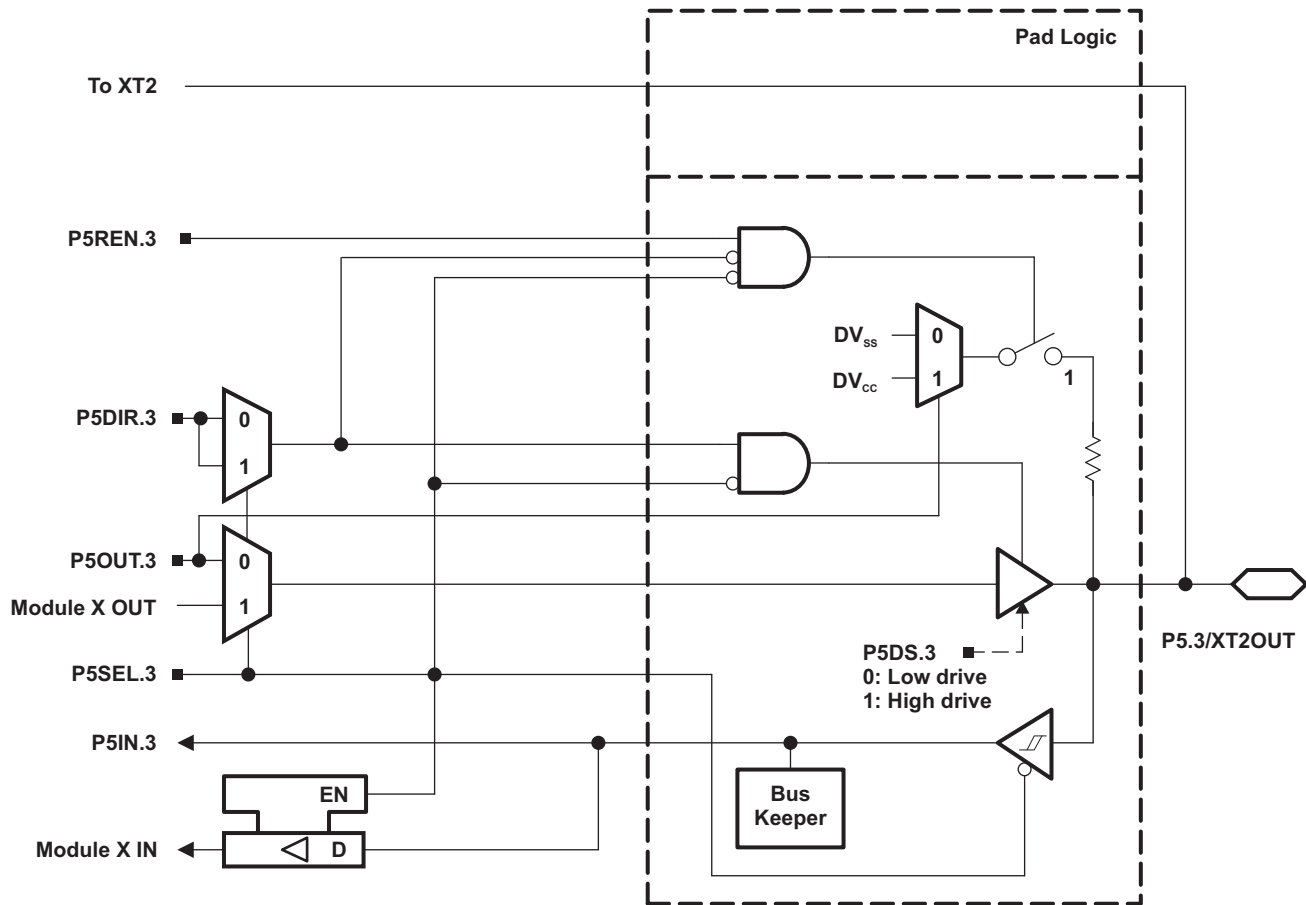 Pad Logic
To XT2
P5REN.3
DVSS
0
DVCC
1
1
P5DIR.3
0
1
P5OUT.3
0
Module X OUT
1
P5SEL.3
P5DS.3
0: Low drive
1: High drive
P5.3/XT2OUT
P5IN.3
EN
Bus
Keeper
Module X IN
D